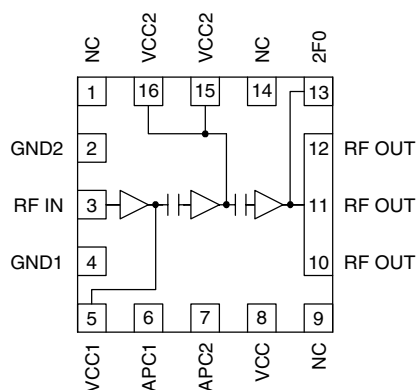 NC
VCC2
VCC2
NC
2F0
1
16
15
14
13
GND2
2
12
RF OUT
RF IN
3
11
RF OUT
GND1
4
10
RF OUT
5
6
7
8
9
VCC1
APC1
APC2
VCC
NC